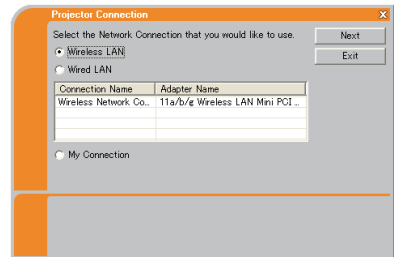 Projector Connection X
Select the Network Connection that you would like to use.
Next
Wireless LAN
Exit
Wired LAN
Connection Name Adapter Name
Wireless Network Co... 11a/b/g Wireless LAN Mini PCI ...
My Connection